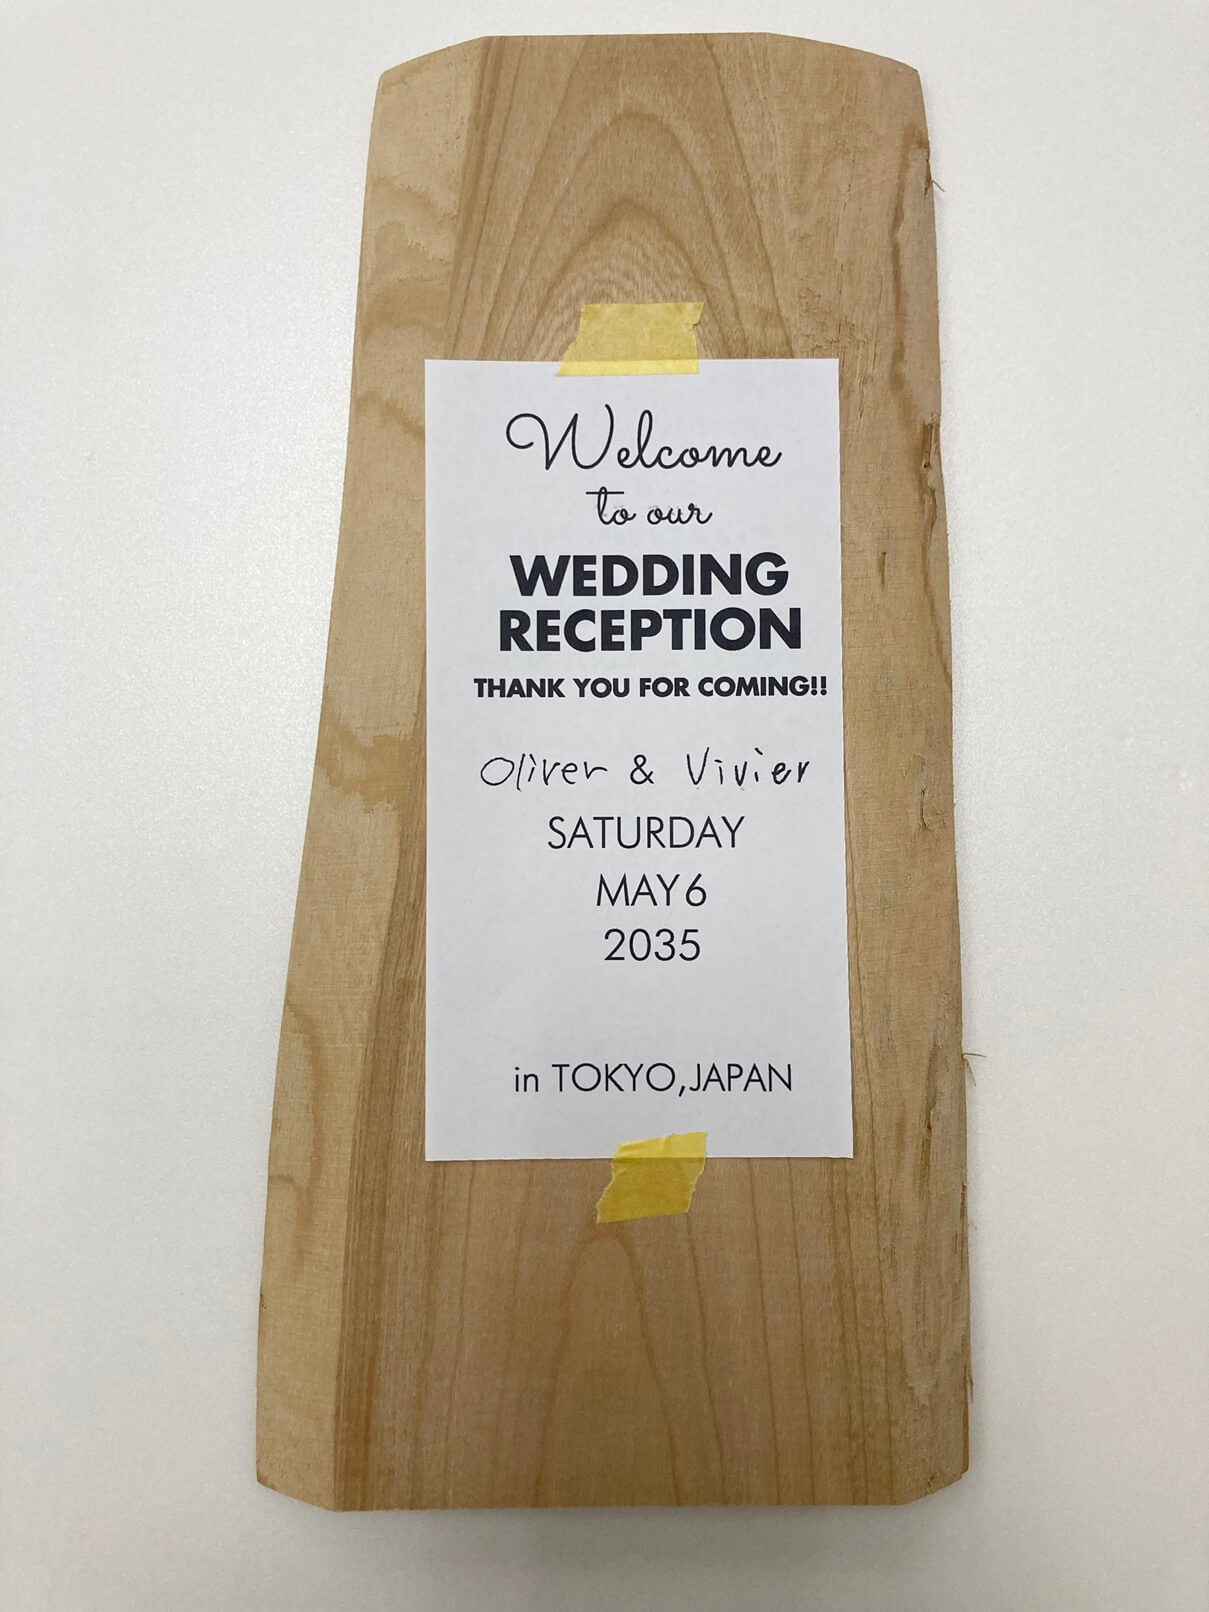 Welcome
to our
WEDDING
RECEPTION
THANK YOU FOR COMING!!
Oliver & Vivier
SATURDAY
MAY 6
2035
in TOKYO,JAPAN